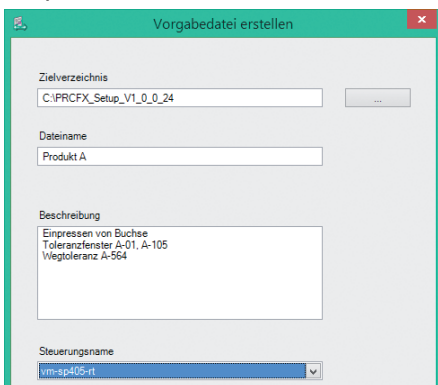 Vorgabedatei erstellen
Zielverzeichnis
C:\PRCFX_Setup_V1_0_0_24
...
Dateiname
Produkt A
Beschreibung
Einpressen von Buchse
Toleranzfenster A-01, A-105
Wegtoleranz A-564
Steuerungsname
vm-sp405-rt